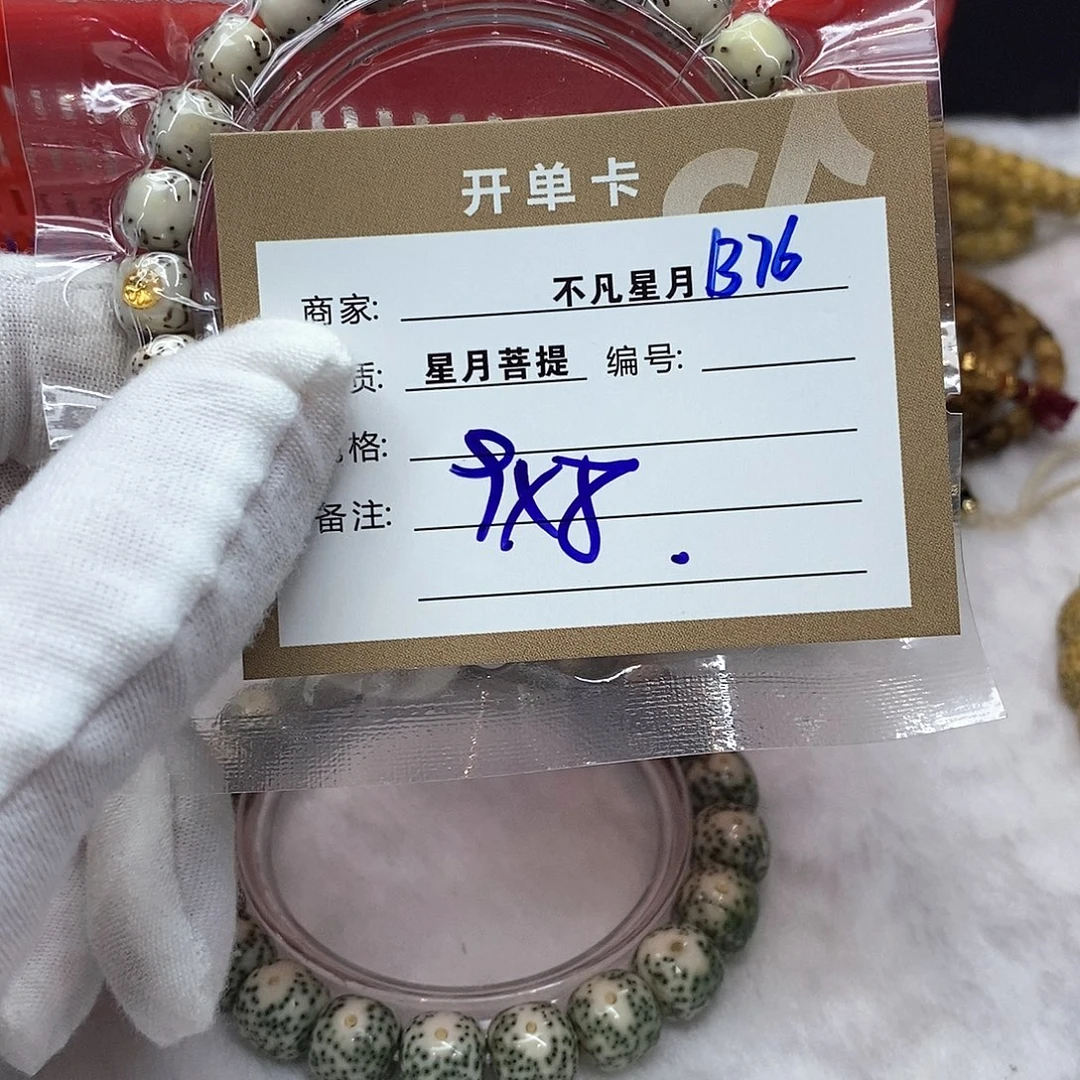 开单卡
商家: 不凡星月 B76
质: 星月菩提 编号:
格: 9X8.
备注: